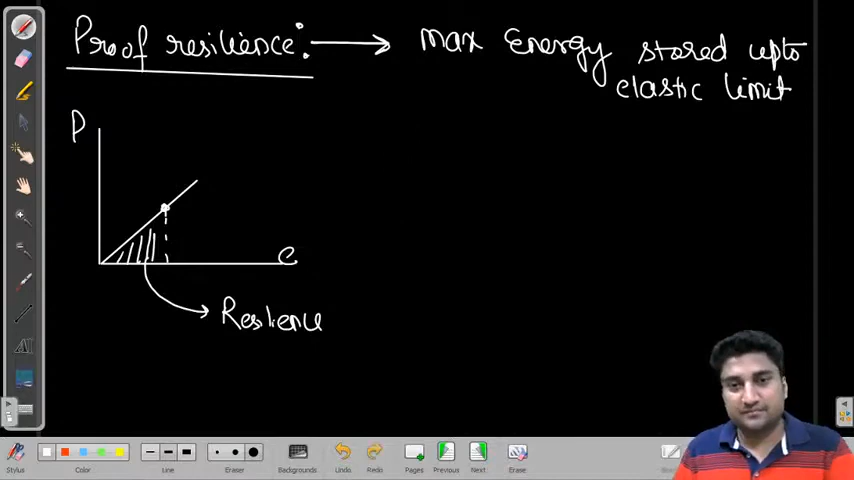 Proof resilience: → max Energy stored upto
elastic limit
P
e
Resilience
Stylus
Color
Line
Eraser
Backgrounds
Undo
Redo
Pages
Previous
Next
Erase